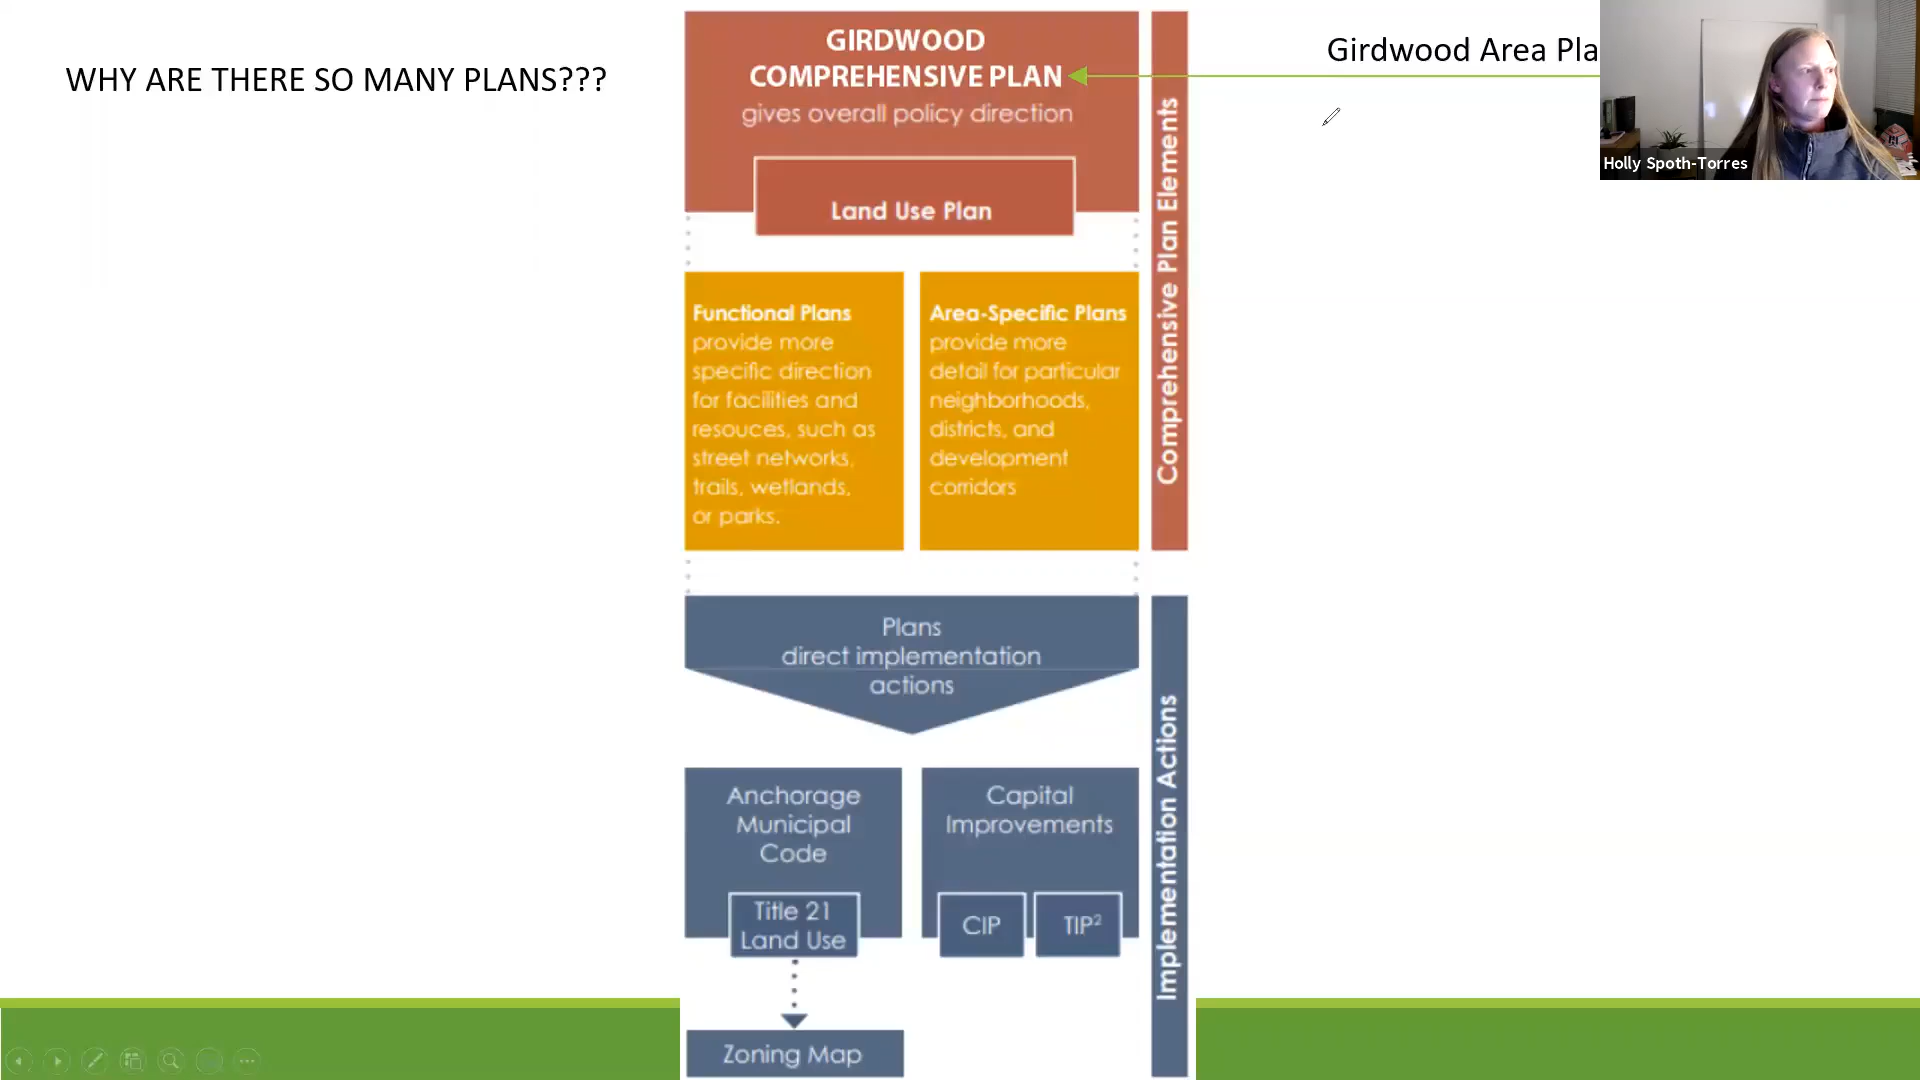 WHY ARE THERE SO MANY PLANS???
GIRDWOOD
COMPREHENSIVE PLAN
gives overall policy direction
Land Use Plan
Girdwood Area Pla
Holly Spoth-Torres
Comprehensive Plan Elements
Functional Plans
provide more
specific direction
for facilities and
resouces, such as
street networks,
trails, wetlands,
or parks.
Area-Specific Plans
provide more
detail for particular
neighborhoods,
districts, and
development
corridors
Plans
direct implementation
actions
Implementation Actions
Anchorage
Municipal
Code
Title 21
Land Use
Capital
Improvements
CIP
TIP²
Zoning Map